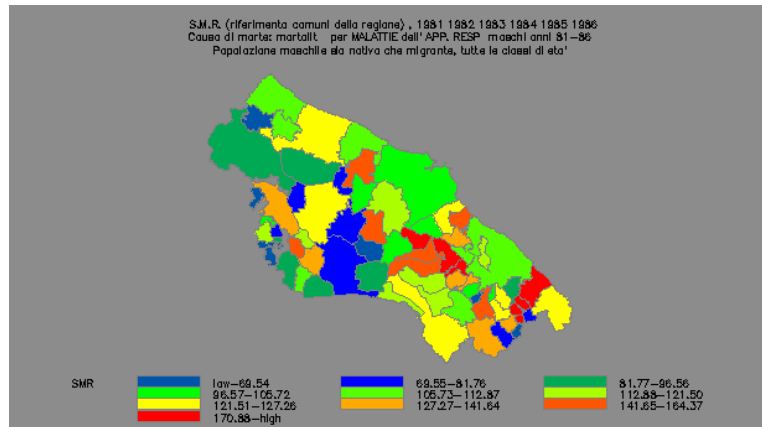 S.M.R. (riferimento comuni della regione) , 1981 1982 1983 1984 1985 1986
Causa di morte: mortalit per MALATTIE dell' APP. RESP maschi anni 81-86
Popolazione maschile sia nativa che migrante, tutte le classi di eta'
SMR
low-69.54 69.55-81.76 81.77-96.56
96.57-105.72 105.73-112.87 112.88-121.50
121.51-127.26 127.27-141.64 141.65-164.37
170.88-high